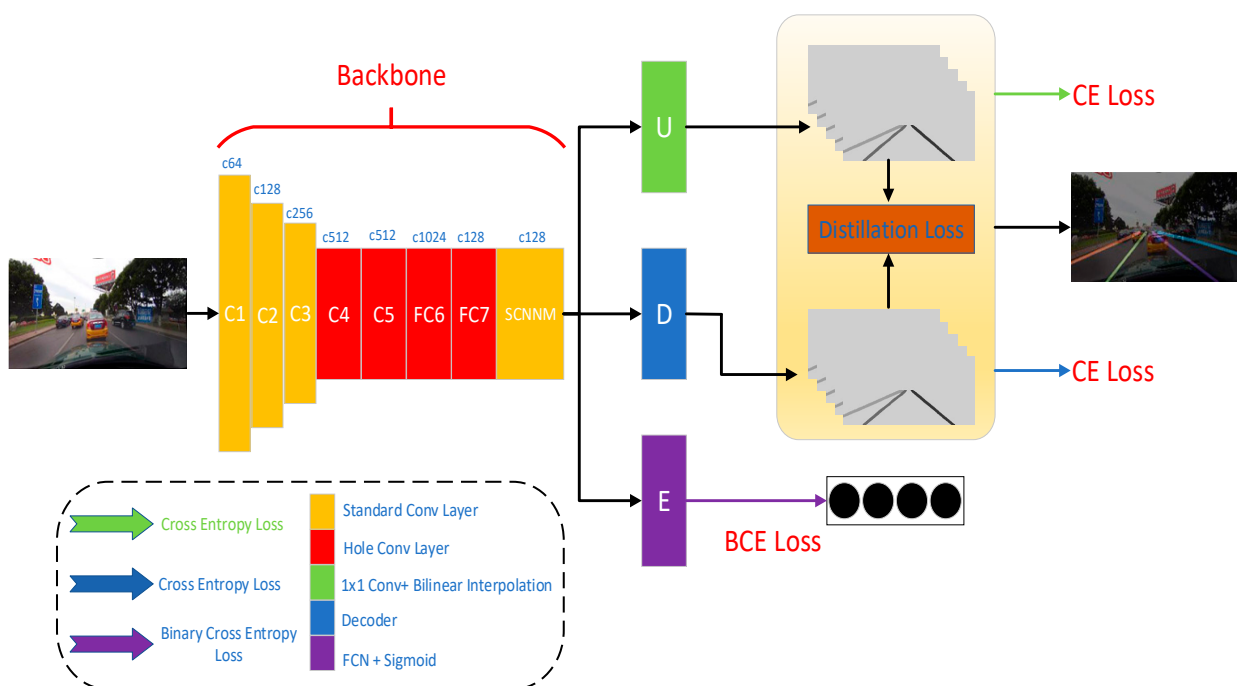 Backbone
c64
c128
c256
c512
c512
c1024
c128
c128
C1
C2
C3
C4
C5
FC6
FC7
SCNNM
U
D
E
CE Loss
Distillation Loss
CE Loss
BCE Loss
Cross Entropy Loss
Cross Entropy Loss
Binary Cross Entropy
Loss
Standard Conv Layer
Hole Conv Layer
1x1 Conv+ Bilinear Interpolation
Decoder
FCN + Sigmoid